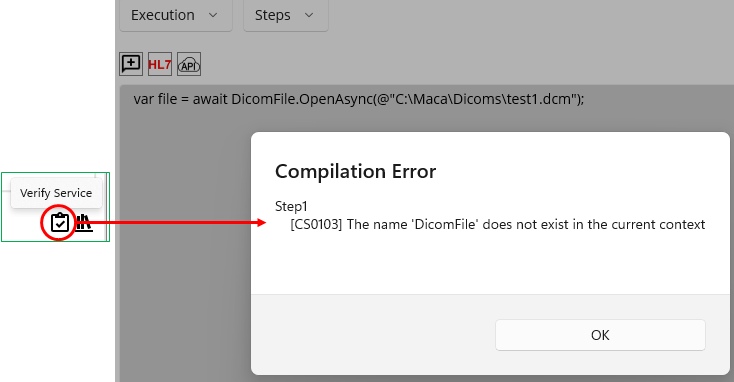 Execution
Steps
HL7
API
var file = await DicomFile.OpenAsync(@"C:\Maca\Dicoms\test1.dcm");
Compilation Error
Step1
[CS0103] The name 'DicomFile' does not exist in the current context
Verify Service
OK